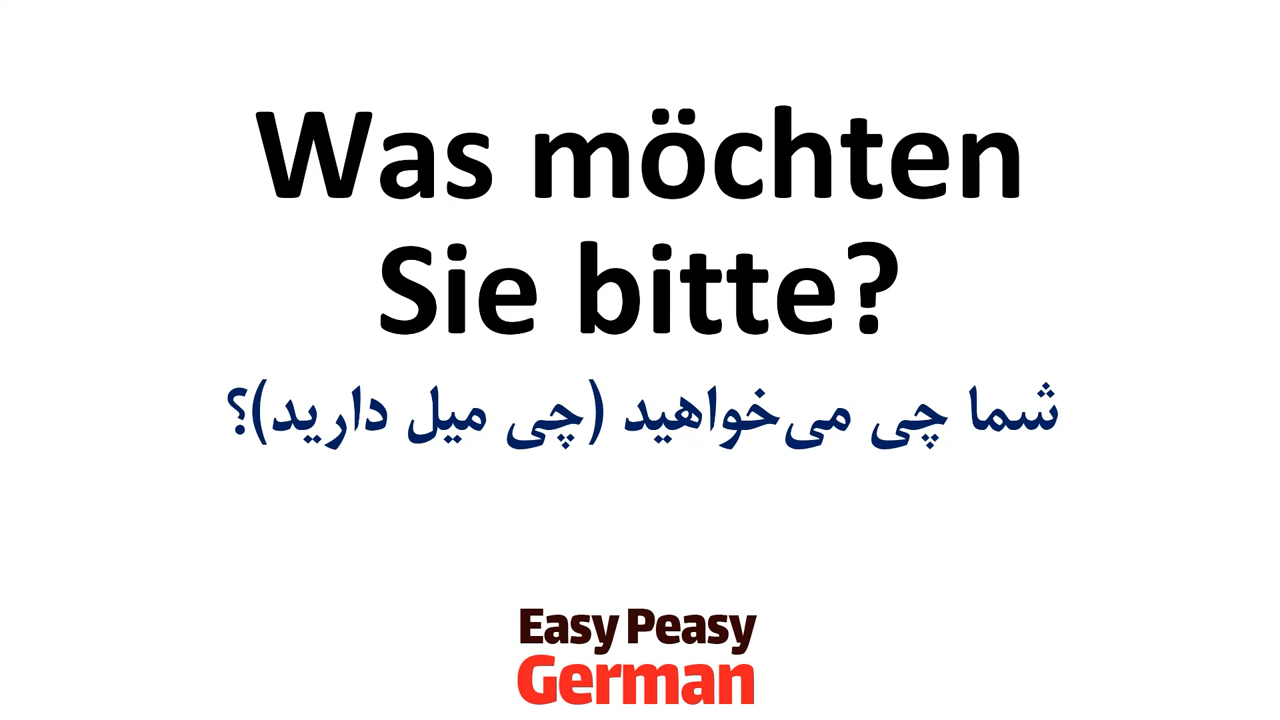 Was möchten
Sie bitte?
شما چی می‌خواهید (چی میل دارید)؟
Easy Peasy
German